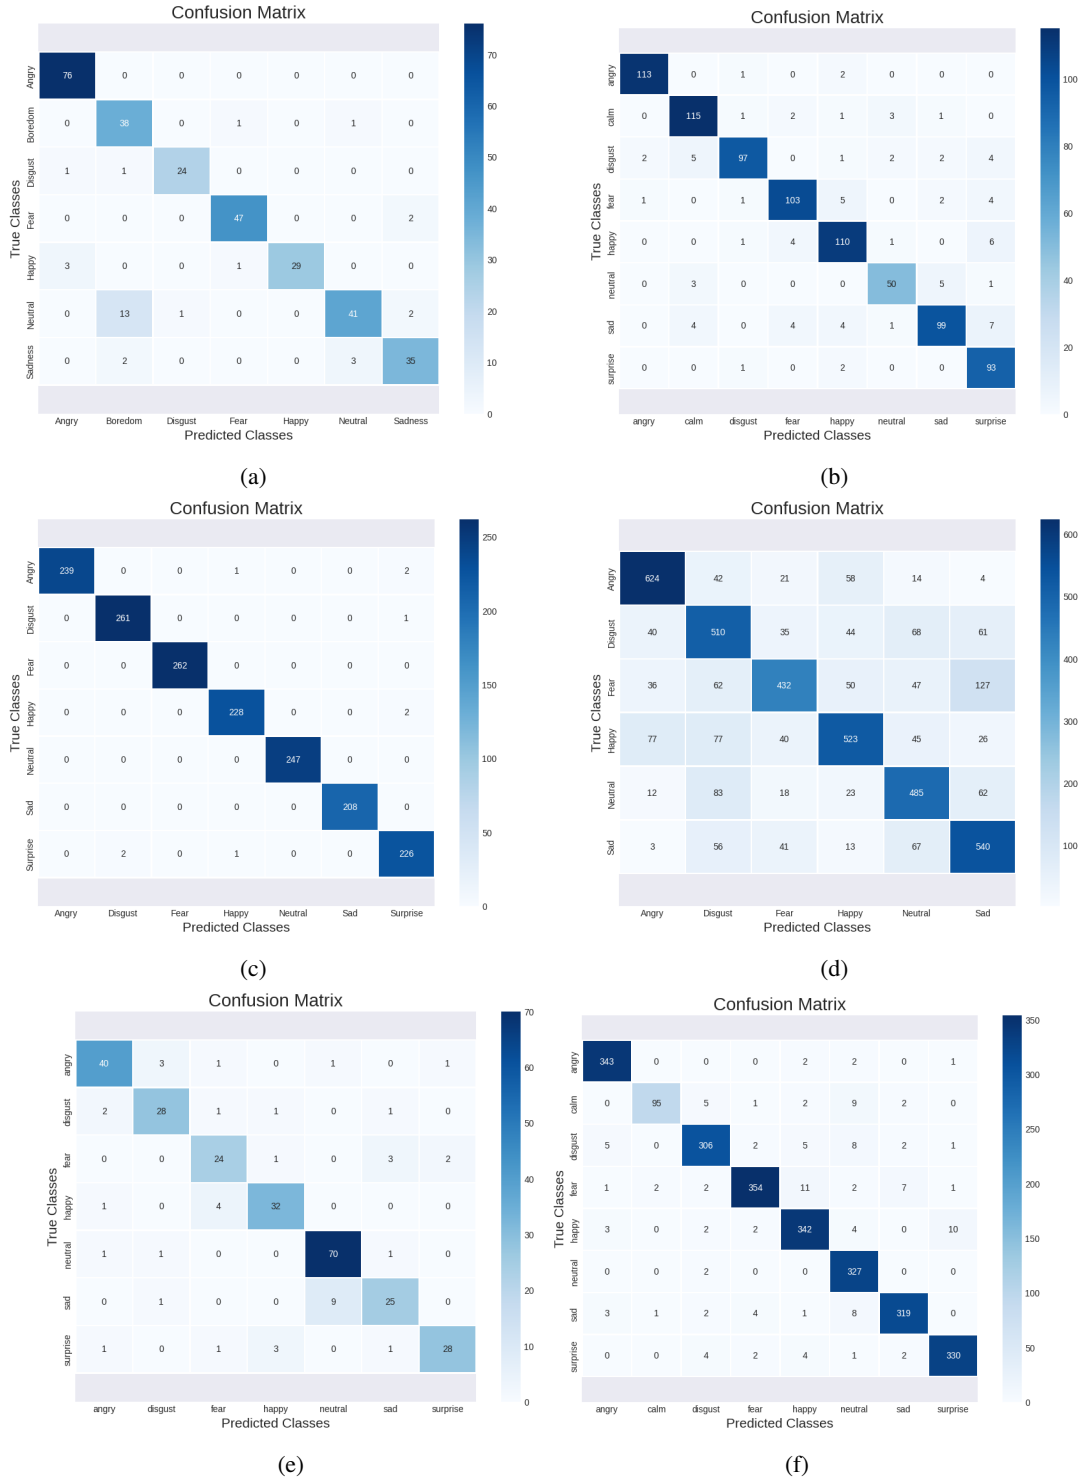 Confusion Matrix
Angry 76 0 0 0 0 0 0
Boredom 0 38 0 1 0 1 0
Disgust 1 1 24 0 0 0 0
Fear 0 0 0 47 0 0 2
Happy 3 0 0 1 29 0 0
Neutral 0 13 1 0 0 41 2
Sadness 0 2 0 0 0 3 35
True Classes
Angry Boredom Disgust Fear Happy Neutral Sadness
Predicted Classes
70
60
50
40
30
20
10
0
(a)
Confusion Matrix
angry 113 0 1 0 2 0 0 0
calm 0 115 1 2 1 3 1 0
disgust 2 5 97 0 1 2 2 4
fear 1 0 1 103 5 0 2 4
happy 0 0 1 4 110 1 0 6
neutral 0 3 0 0 0 50 5 1
sad 0 4 0 4 4 1 99 7
surprise 0 0 1 0 2 0 0 93
True Classes
angry calm disgust fear happy neutral sad surprise
Predicted Classes
100
80
60
40
20
0
(b)
Confusion Matrix
Angry 239 0 0 1 0 0 2
Disgust 0 261 0 0 0 0 1
Fear 0 0 262 0 0 0 0
Happy 0 0 0 228 0 0 2
Neutral 0 0 0 0 247 0 0
Sad 0 0 0 0 0 208 0
Surprise 0 2 0 1 0 0 226
True Classes
Angry Disgust Fear Happy Neutral Sad Surprise
Predicted Classes
250
200
150
100
50
0
(c)
Confusion Matrix
Angry 624 42 21 58 14 4
Disgust 40 510 35 44 68 61
Fear 36 62 432 50 47 127
Happy 77 77 40 523 45 26
Neutral 12 83 18 23 485 62
Sad 3 56 41 13 67 540
True Classes
Angry Disgust Fear Happy Neutral Sad
Predicted Classes
600
500
400
300
200
100
(d)
Confusion Matrix
angry 40 3 1 0 1 0 1
disgust 2 28 1 1 0 1 0
fear 0 0 24 1 0 3 2
happy 1 0 4 32 0 0 0
neutral 1 1 0 0 70 1 0
sad 0 1 0 0 9 25 0
surprise 1 0 1 3 0 1 28
True Classes
angry disgust fear happy neutral sad surprise
Predicted Classes
70
60
50
40
30
20
10
0
(e)
Confusion Matrix
angry 343 0 0 0 2 2 0 1
calm 0 95 5 1 2 9 2 0
disgust 5 0 306 2 5 8 2 1
fear 1 2 2 354 11 2 7 1
happy 3 0 2 2 342 4 0 10
neutral 0 0 2 0 0 327 0 0
sad 3 1 2 4 1 8 319 0
surprise 0 0 4 2 4 1 2 330
True Classes
angry calm disgust fear happy neutral sad surprise
Predicted Classes
350
300
250
200
150
100
50
0
(f)